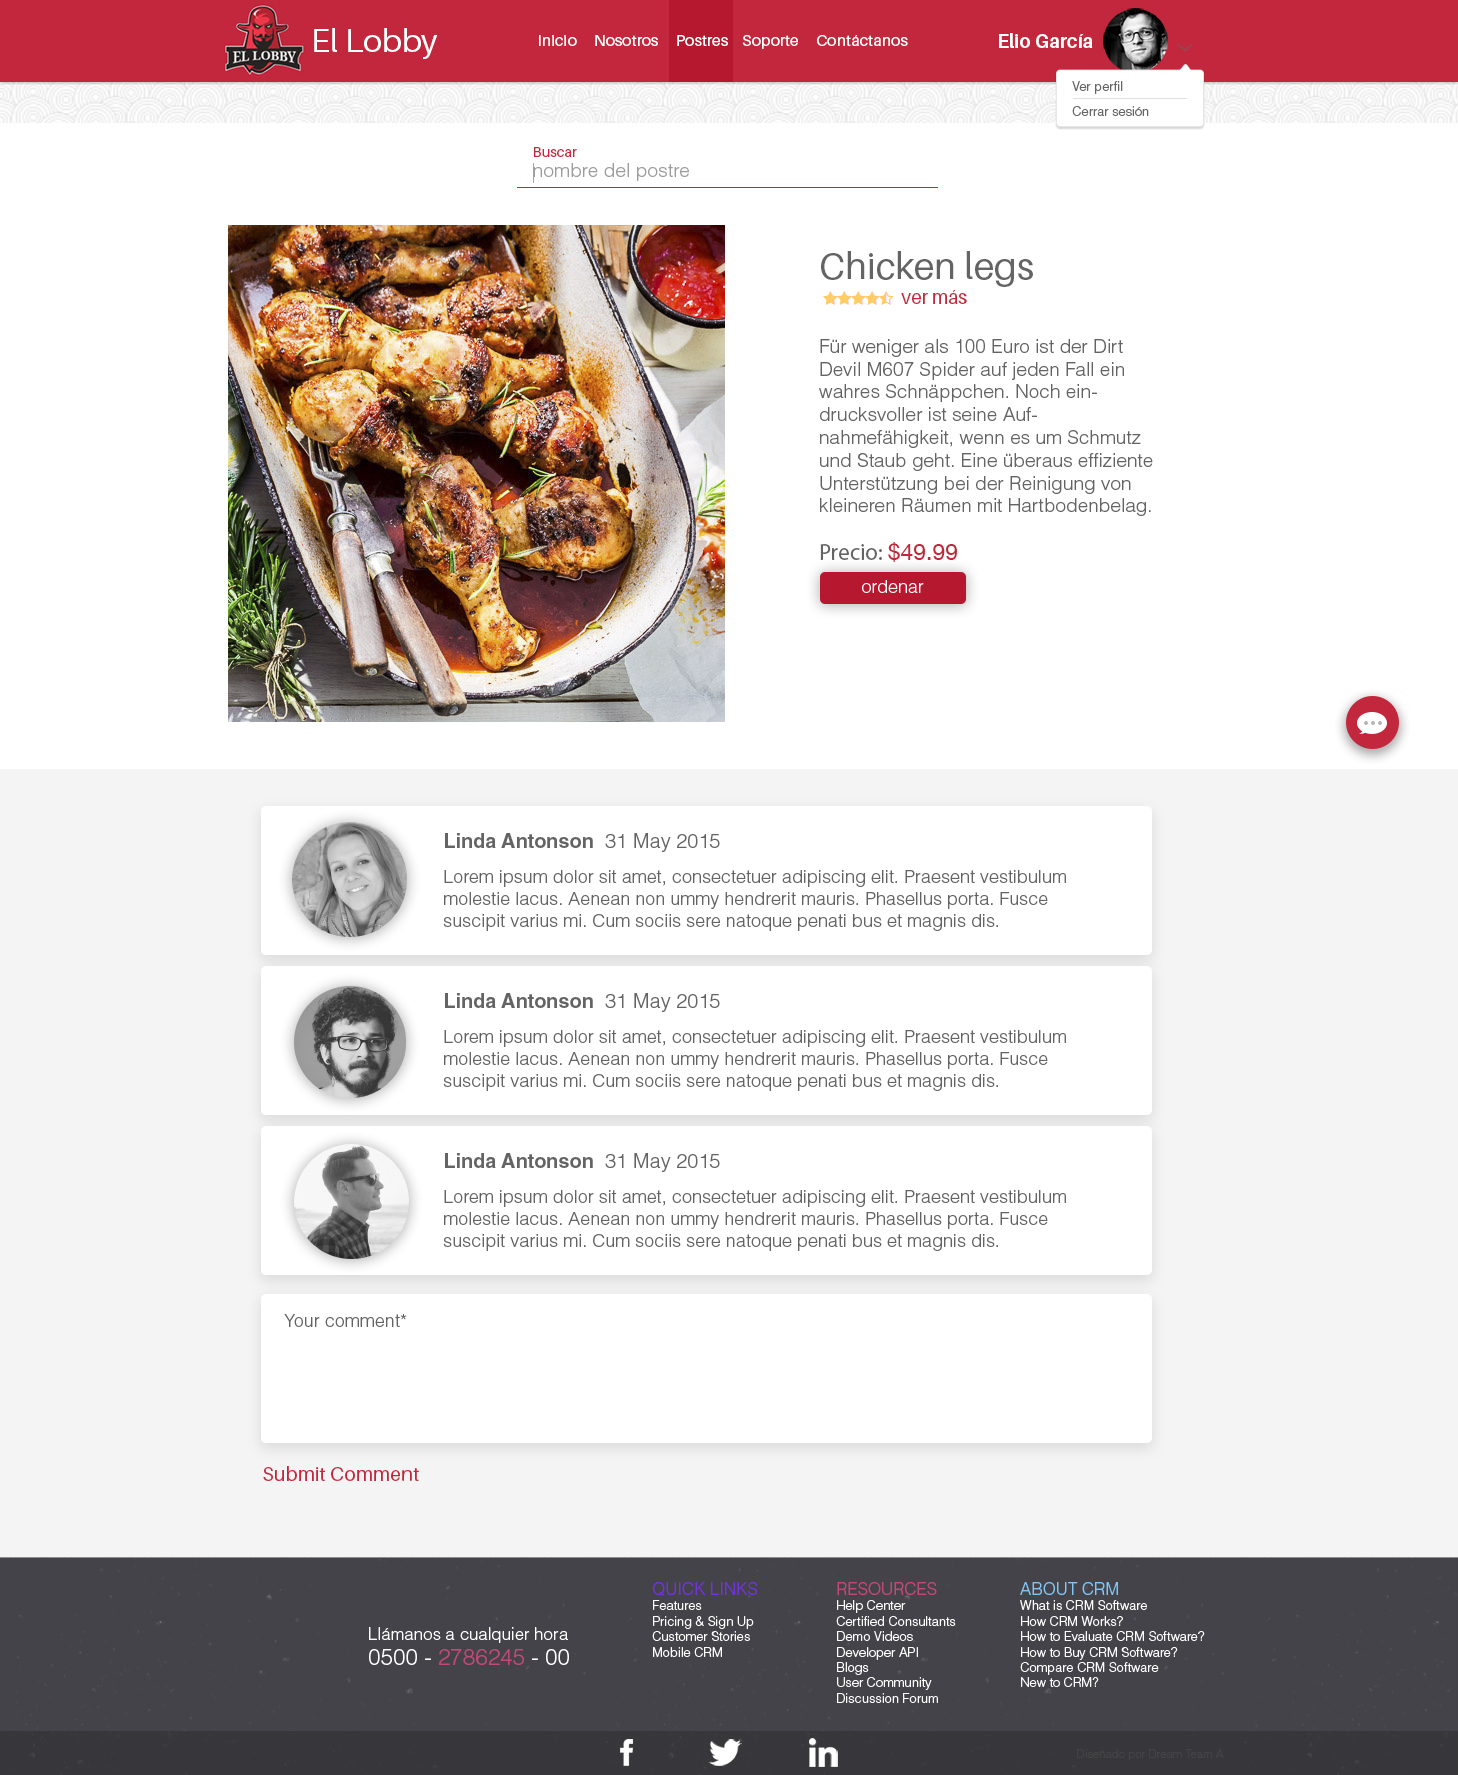 EL LOBBY
El Lobby
Inicio
Nosotros
Postres
Soporte
Contáctanos
Elio García
Ver perfil
Cerrar sesión
Buscar
nombre del postre
Chicken legs
ver más
Für weniger als 100 Euro ist der Dirt
Devil M607 Spider auf jeden Fall ein
wahres Schnäppchen. Noch ein-
drucksvoller ist seine Auf-
nahmefähigkeit, wenn es um Schmutz
und Staub geht. Eine überaus effiziente
Unterstützung bei der Reinigung von
kleineren Räumen mit Hartbodenbelag.
Precio: $49.99
ordenar
Linda Antonson 31 May 2015
Lorem ipsum dolor sit amet, consectetuer adipiscing elit. Praesent vestibulum
molestie lacus. Aenean non ummy hendrerit mauris. Phasellus porta. Fusce
suscipit varius mi. Cum sociis sere natoque penati bus et magnis dis.
Linda Antonson 31 May 2015
Lorem ipsum dolor sit amet, consectetuer adipiscing elit. Praesent vestibulum
molestie lacus. Aenean non ummy hendrerit mauris. Phasellus porta. Fusce
suscipit varius mi. Cum sociis sere natoque penati bus et magnis dis.
Linda Antonson 31 May 2015
Lorem ipsum dolor sit amet, consectetuer adipiscing elit. Praesent vestibulum
molestie lacus. Aenean non ummy hendrerit mauris. Phasellus porta. Fusce
suscipit varius mi. Cum sociis sere natoque penati bus et magnis dis.
Your comment*
Submit Comment
Llámanos a cualquier hora
0500 - 2786245 - 00
QUICK LINKS
Features
Pricing & Sign Up
Customer Stories
Mobile CRM
RESOURCES
Help Center
Certified Consultants
Demo Videos
Developer API
Blogs
User Community
Discussion Forum
ABOUT CRM
What is CRM Software
How CRM Works?
How to Evaluate CRM Software?
How to Buy CRM Software?
Compare CRM Software
New to CRM?
Diseñado por Dream Team A